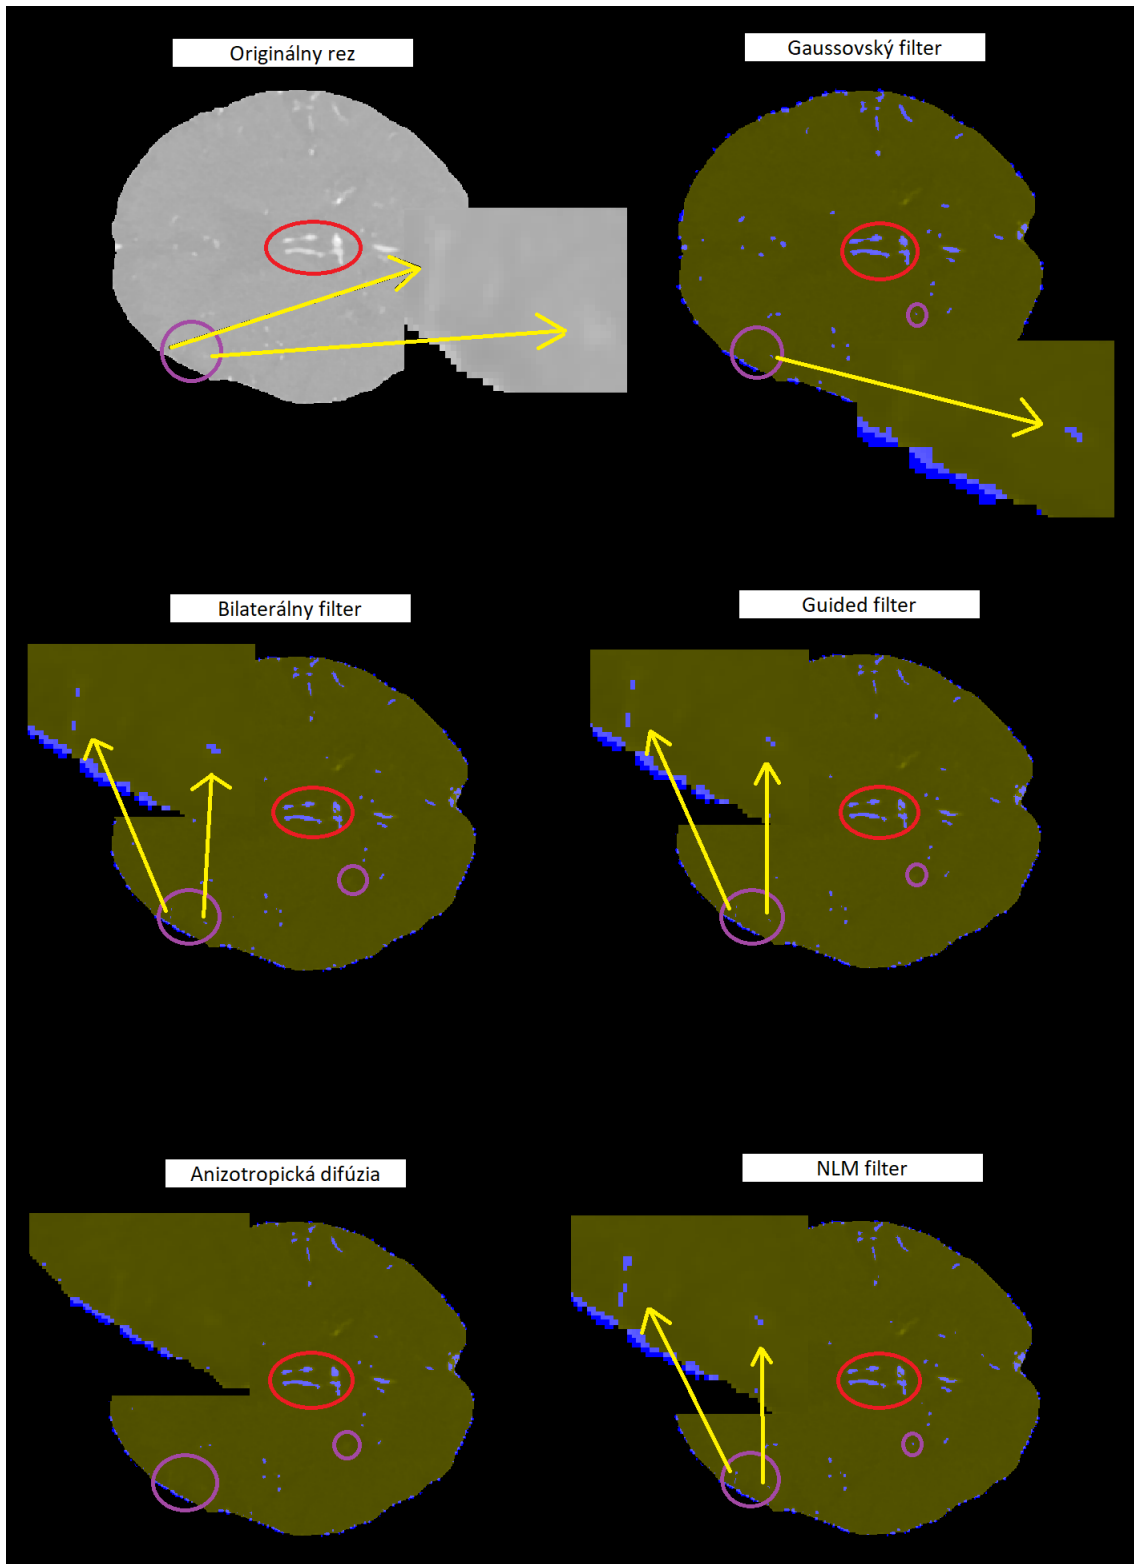 Originálny rez
Gaussovský filter
Bilaterálny filter
Guided filter
Anizotropická difúzia
NLM filter